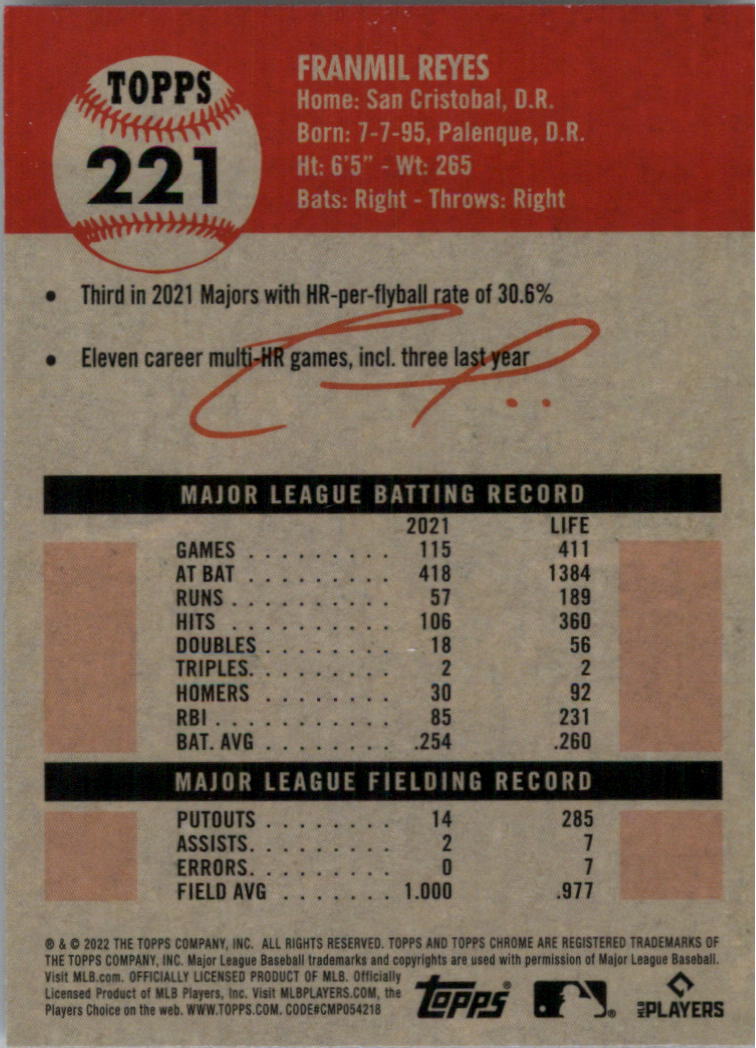 TOPPS
221
FRANMIL REYES
Home: San Cristobal, D.R.
Born: 7-7-95, Palenque, D.R.
Ht: 6'5" - Wt: 265
Bats: Right - Throws: Right
• Third in 2021 Majors with HR-per-flyball rate of 30.6%
• Eleven career multi-HR games, incl. three last year
MAJOR LEAGUE BATTING RECORD
2021 LIFE
GAMES . . . . . . . . . 115 411
AT BAT . . . . . . . . . 418 1384
RUNS . . . . . . . . . . 57 189
HITS . . . . . . . . . . 106 360
DOUBLES . . . . . . . . 18 56
TRIPLES. . . . . . . . . 2 2
HOMERS . . . . . . . . 30 92
RBI . . . . . . . . . . . 85 231
BAT. AVG . . . . . . . . .254 .260
MAJOR LEAGUE FIELDING RECORD
PUTOUTS . . . . . . . . 14 285
ASSISTS. . . . . . . . . 2 7
ERRORS. . . . . . . . . 0 7
FIELD AVG . . . . . . . 1.000 .977
® & © 2022 THE TOPPS COMPANY, INC. ALL RIGHTS RESERVED. TOPPS AND TOPPS CHROME ARE REGISTERED TRADEMARKS OF
THE TOPPS COMPANY, INC. Major League Baseball trademarks and copyrights are used with permission of Major League Baseball.
Visit MLB.com. OFFICIALLY LICENSED PRODUCT OF MLB. Officially
Licensed Product of MLB Players, Inc. Visit MLBPLAYERS.COM, the
Players Choice on the web. WWW.TOPPS.COM. CODE#CMP054218
topps®
MLB PLAYERS